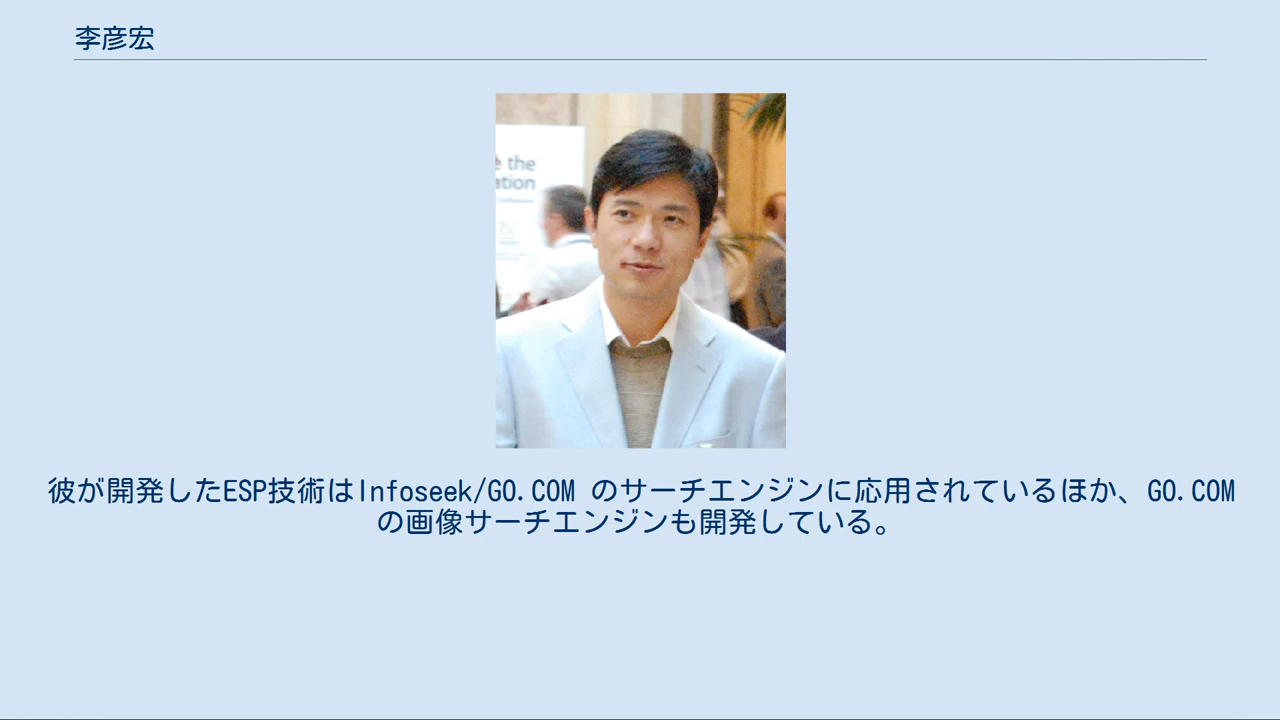 李彦宏
e the
ation
彼が開発したESP技術はInfoseek/GO.COM のサーチエンジンに応用されているほか、GO.COM
の画像サーチエンジンも開発している。